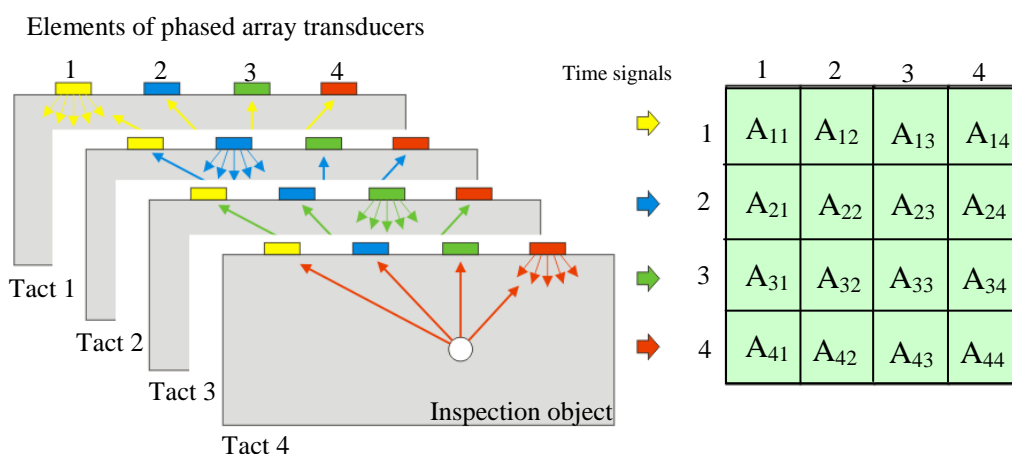 Elements of phased array transducers
1 2 3 4
Tact 1
Tact 2
Tact 3
Tact 4
Inspection object
Time signals
1 2 3 4
1 A₁₁ A₁₂ A₁₃ A₁₄
2 A₂₁ A₂₂ A₂₃ A₂₄
3 A₃₁ A₃₂ A₃₃ A₃₄
4 A₄₁ A₄₂ A₄₃ A₄₄